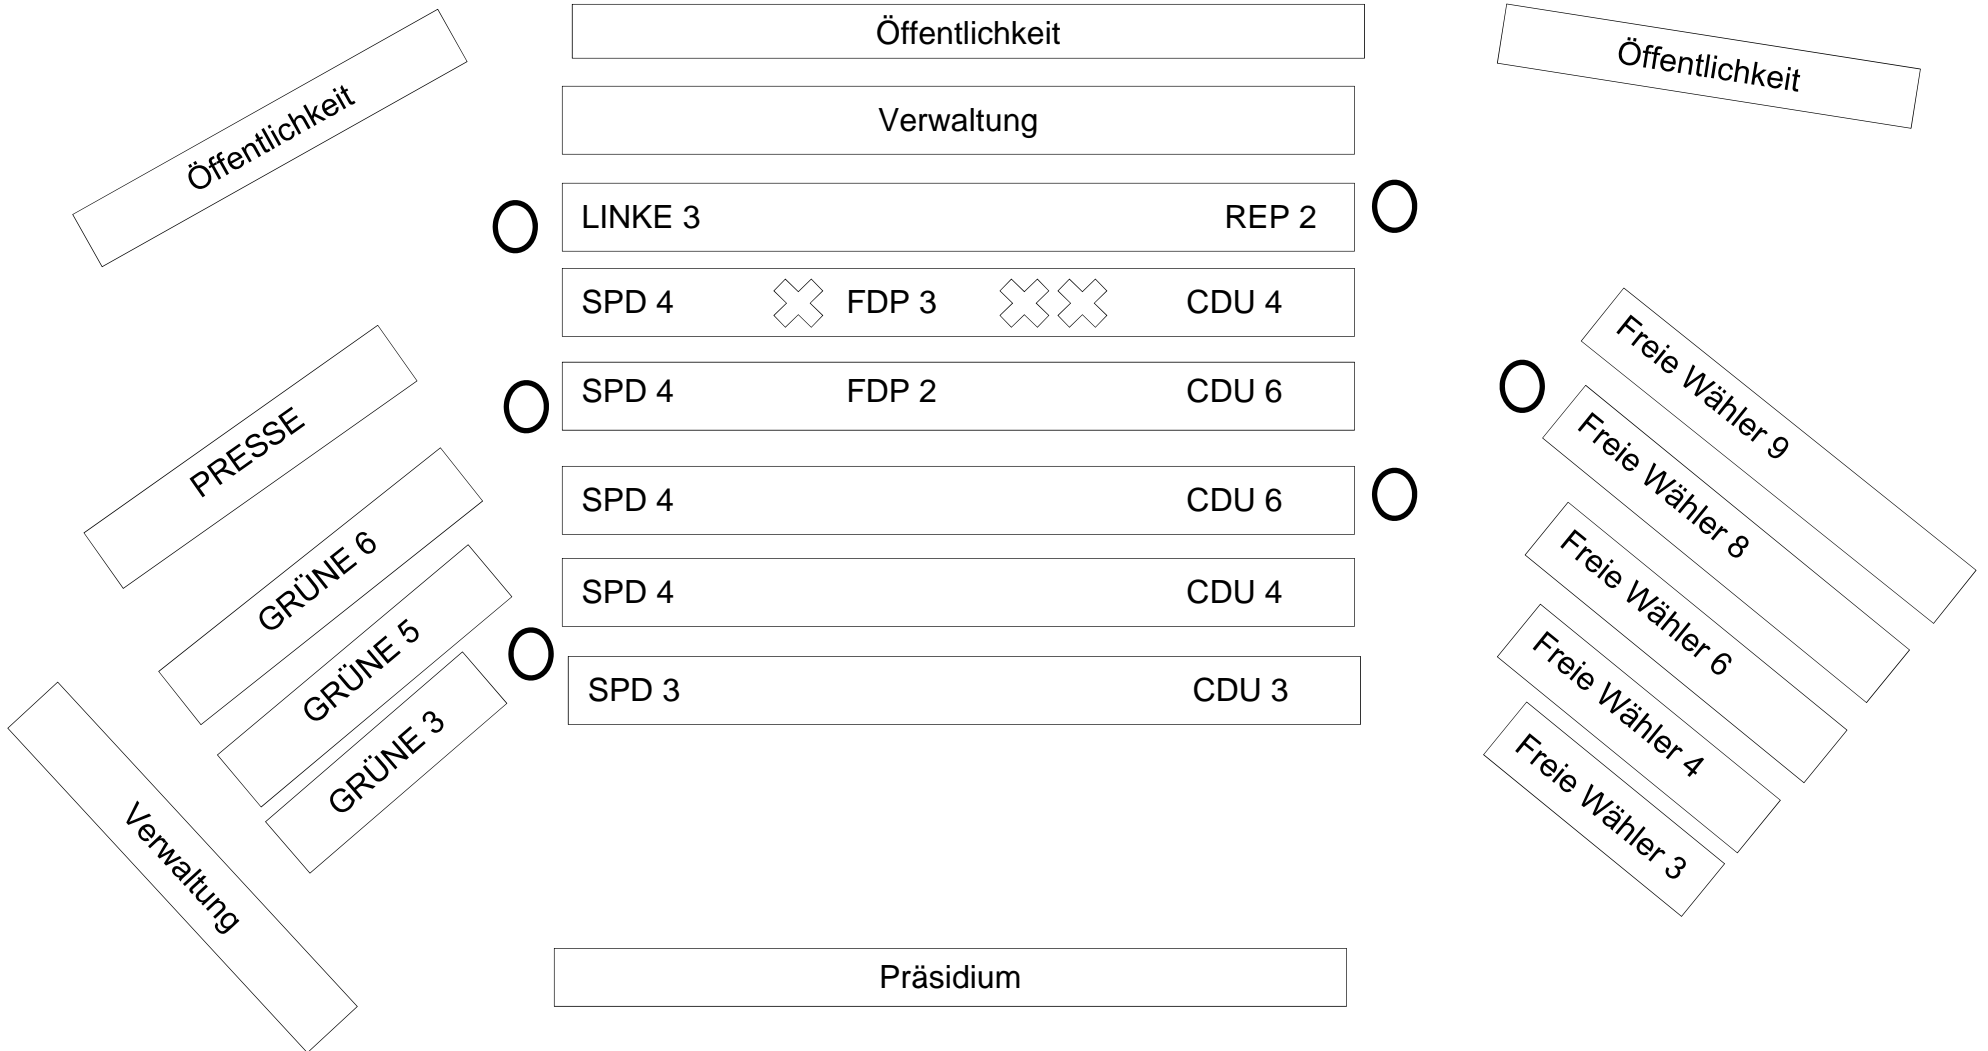 Öffentlichkeit
Öffentlichkeit
Öffentlichkeit
Verwaltung
LINKE 3 REP 2
SPD 4 FDP 3 CDU 4
SPD 4 FDP 2 CDU 6
SPD 4 CDU 6
SPD 4 CDU 4
SPD 3 CDU 3
PRESSE
GRÜNE 6
GRÜNE 5
GRÜNE 3
Verwaltung
Freie Wähler 9
Freie Wähler 8
Freie Wähler 6
Freie Wähler 4
Freie Wähler 3
Präsidium